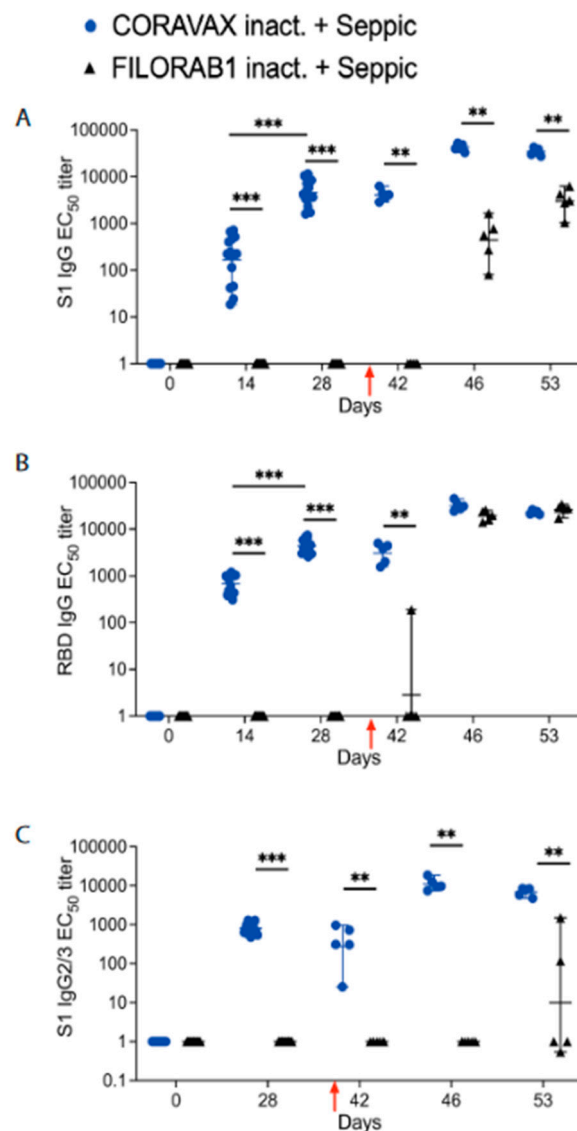 CORAVAX inact. + Seppic
FILORAB1 inact. + Seppic
A
S1 IgG EC50 titer
100000
10000
1000
100
10
1
***
***
***
**
**
**
0 14 28 42 46 53
Days
B
RBD IgG EC50 titer
100000
10000
1000
100
10
1
***
***
***
**
0 14 28 42 46 53
Days
C
S1 IgG2/3 EC50 titer
100000
10000
1000
100
10
1
0.1
***
**
**
**
0 28 42 46 53
Days